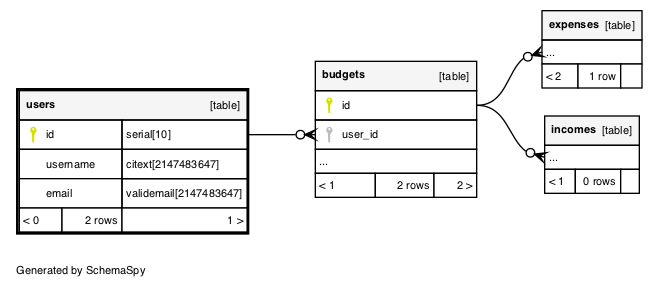 users [table]
id serial[10]
username citext[2147483647]
email validemail[2147483647]
< 0 2 rows 1 >
budgets [table]
id
user_id
...
< 1 2 rows 2 >
expenses [table]
...
< 2 1 row
incomes [table]
...
< 1 0 rows
Generated by SchemaSpy